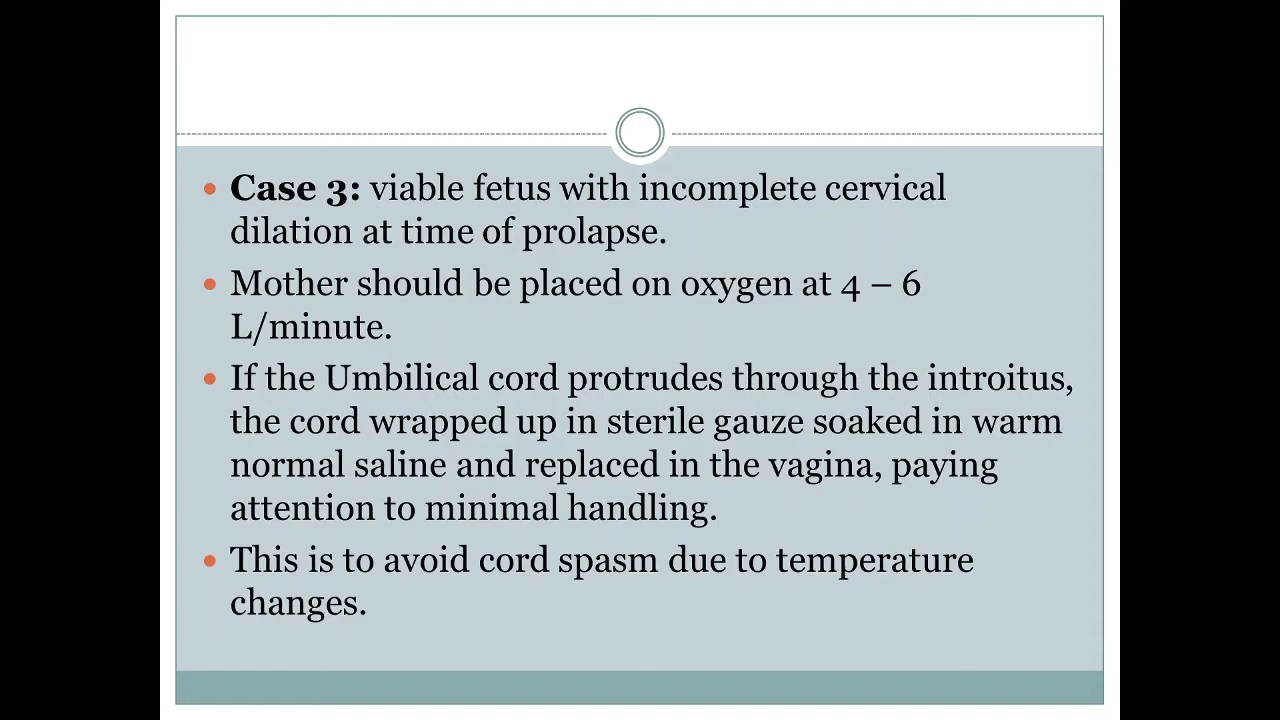 Case 3: viable fetus with incomplete cervical
dilation at time of prolapse.
Mother should be placed on oxygen at 4 – 6
L/minute.
If the Umbilical cord protrudes through the introitus,
the cord wrapped up in sterile gauze soaked in warm
normal saline and replaced in the vagina, paying
attention to minimal handling.
This is to avoid cord spasm due to temperature
changes.